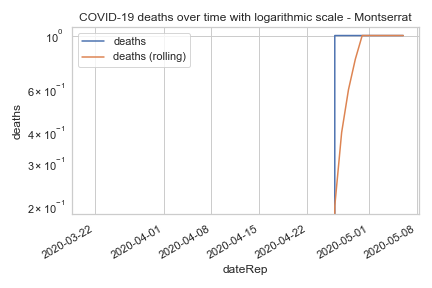 COVID-19 deaths over time with logarithmic scale - Montserrat
deaths
deaths (rolling)
10⁰
6 × 10⁻¹
4 × 10⁻¹
3 × 10⁻¹
2 × 10⁻¹
deaths
2020-03-22
2020-04-01
2020-04-08
2020-04-15
2020-04-22
2020-05-01
2020-05-08
dateRep